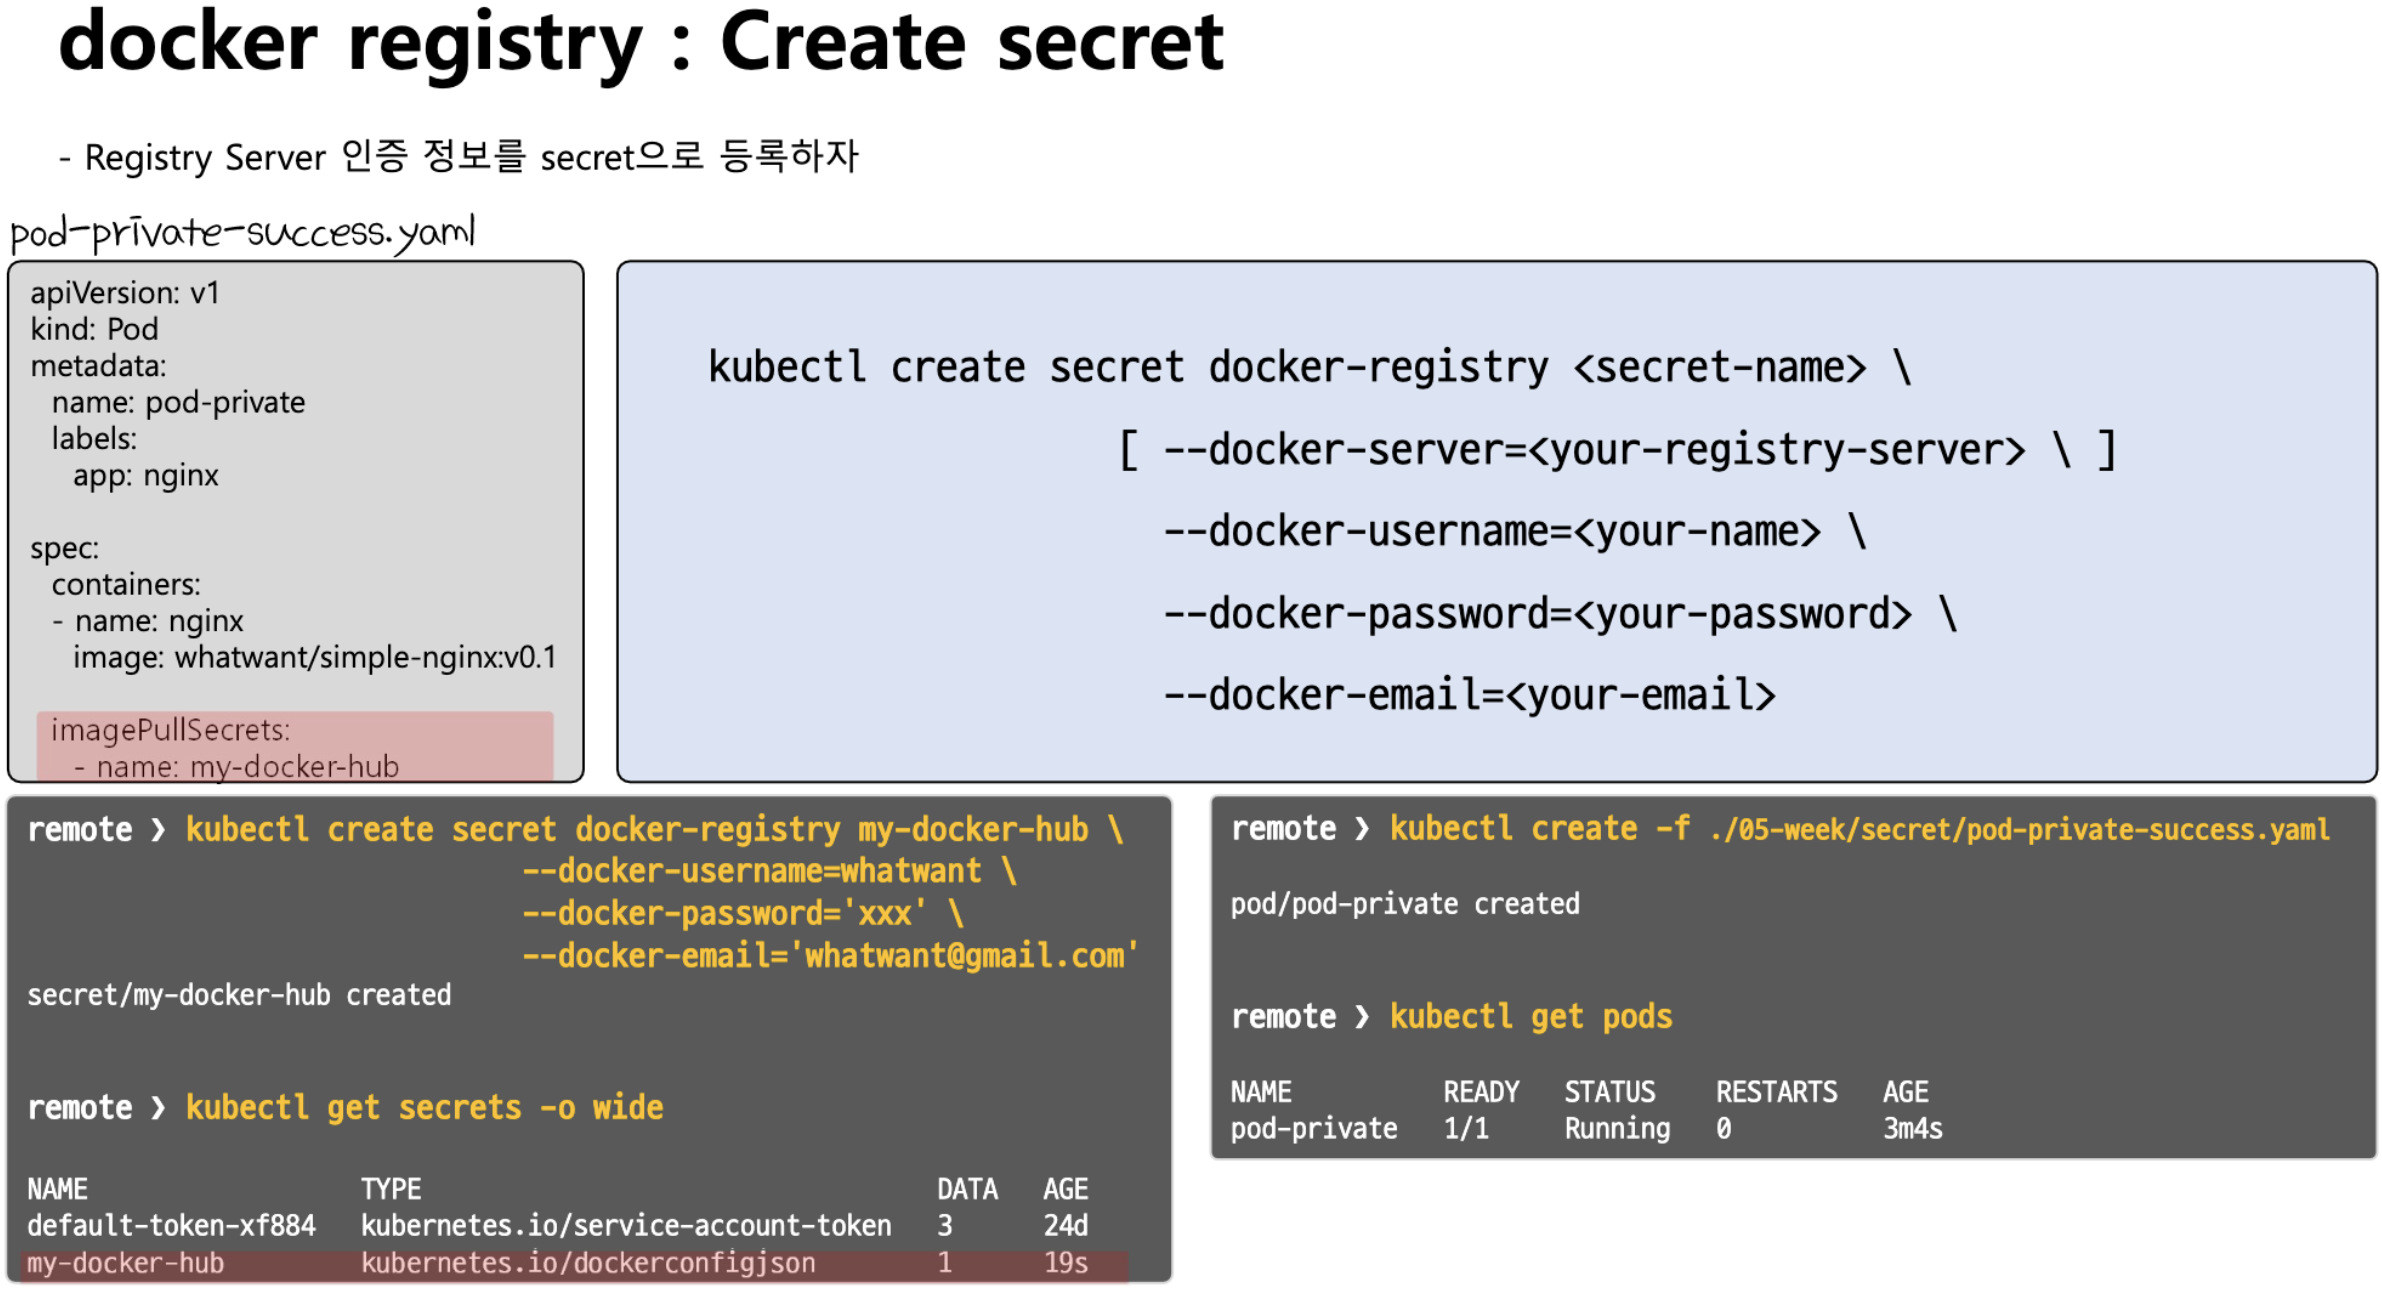 docker registry : Create secret
- Registry Server 인증 정보를 secret으로 등록하자
pod-private-success.yaml
apiVersion: v1
kind: Pod
metadata:
name: pod-private
labels:
app: nginx
spec:
containers:
- name: nginx
image: whatwant/simple-nginx:v0.1
imagePullSecrets:
- name: my-docker-hub
kubectl create secret docker-registry <secret-name> \
[ --docker-server=<your-registry-server> \ ]
--docker-username=<your-name> \
--docker-password=<your-password> \
--docker-email=<your-email>
remote ❯ kubectl create secret docker-registry my-docker-hub \
--docker-username=whatwant \
--docker-password='xxx' \
--docker-email='whatwant@gmail.com'
secret/my-docker-hub created
remote ❯ kubectl get secrets -o wide
NAME TYPE DATA AGE
default-token-xf884 kubernetes.io/service-account-token 3 24d
my-docker-hub kubernetes.io/dockerconfigjson 1 19s
remote ❯ kubectl create -f ./05-week/secret/pod-private-success.yaml
pod/pod-private created
remote ❯ kubectl get pods
NAME READY STATUS RESTARTS AGE
pod-private 1/1 Running 0 3m4s